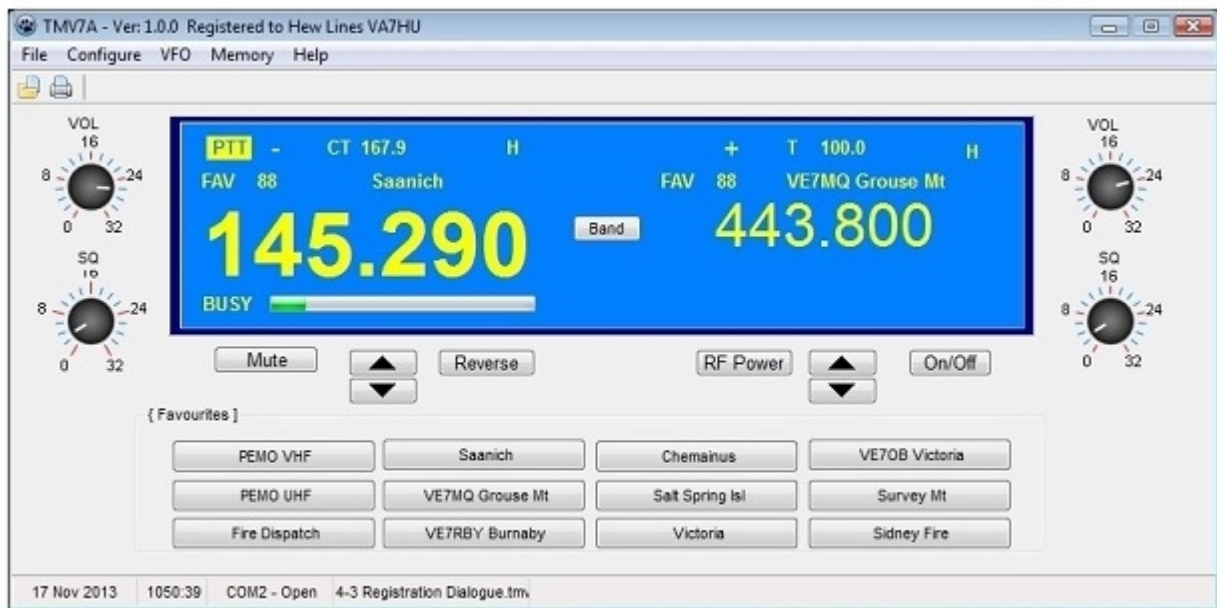 TMV7A - Ver: 1.0.0 Registered to Hew Lines VA7HU
File Configure VFO Memory Help
VOL
16
8 24
0 32
SQ
16
8 24
0 32
PTT - CT 167.9 H + T 100.0 H
FAV 88 Saanich FAV 88 VE7MQ Grouse Mt
145.290 Band 443.800
BUSY
VOL
16
8 24
0 32
SQ
16
8 24
0 32
Mute Reverse RF Power On/Off
{ Favourites ]
PEMO VHF Saanich Chemainus VE7OB Victoria
PEMO UHF VE7MQ Grouse Mt Salt Spring Isl Survey Mt
Fire Dispatch VE7RBY Burnaby Victoria Sidney Fire
17 Nov 2013 1050:39 COM2 - Open 4-3 Registration Dialogue.tm